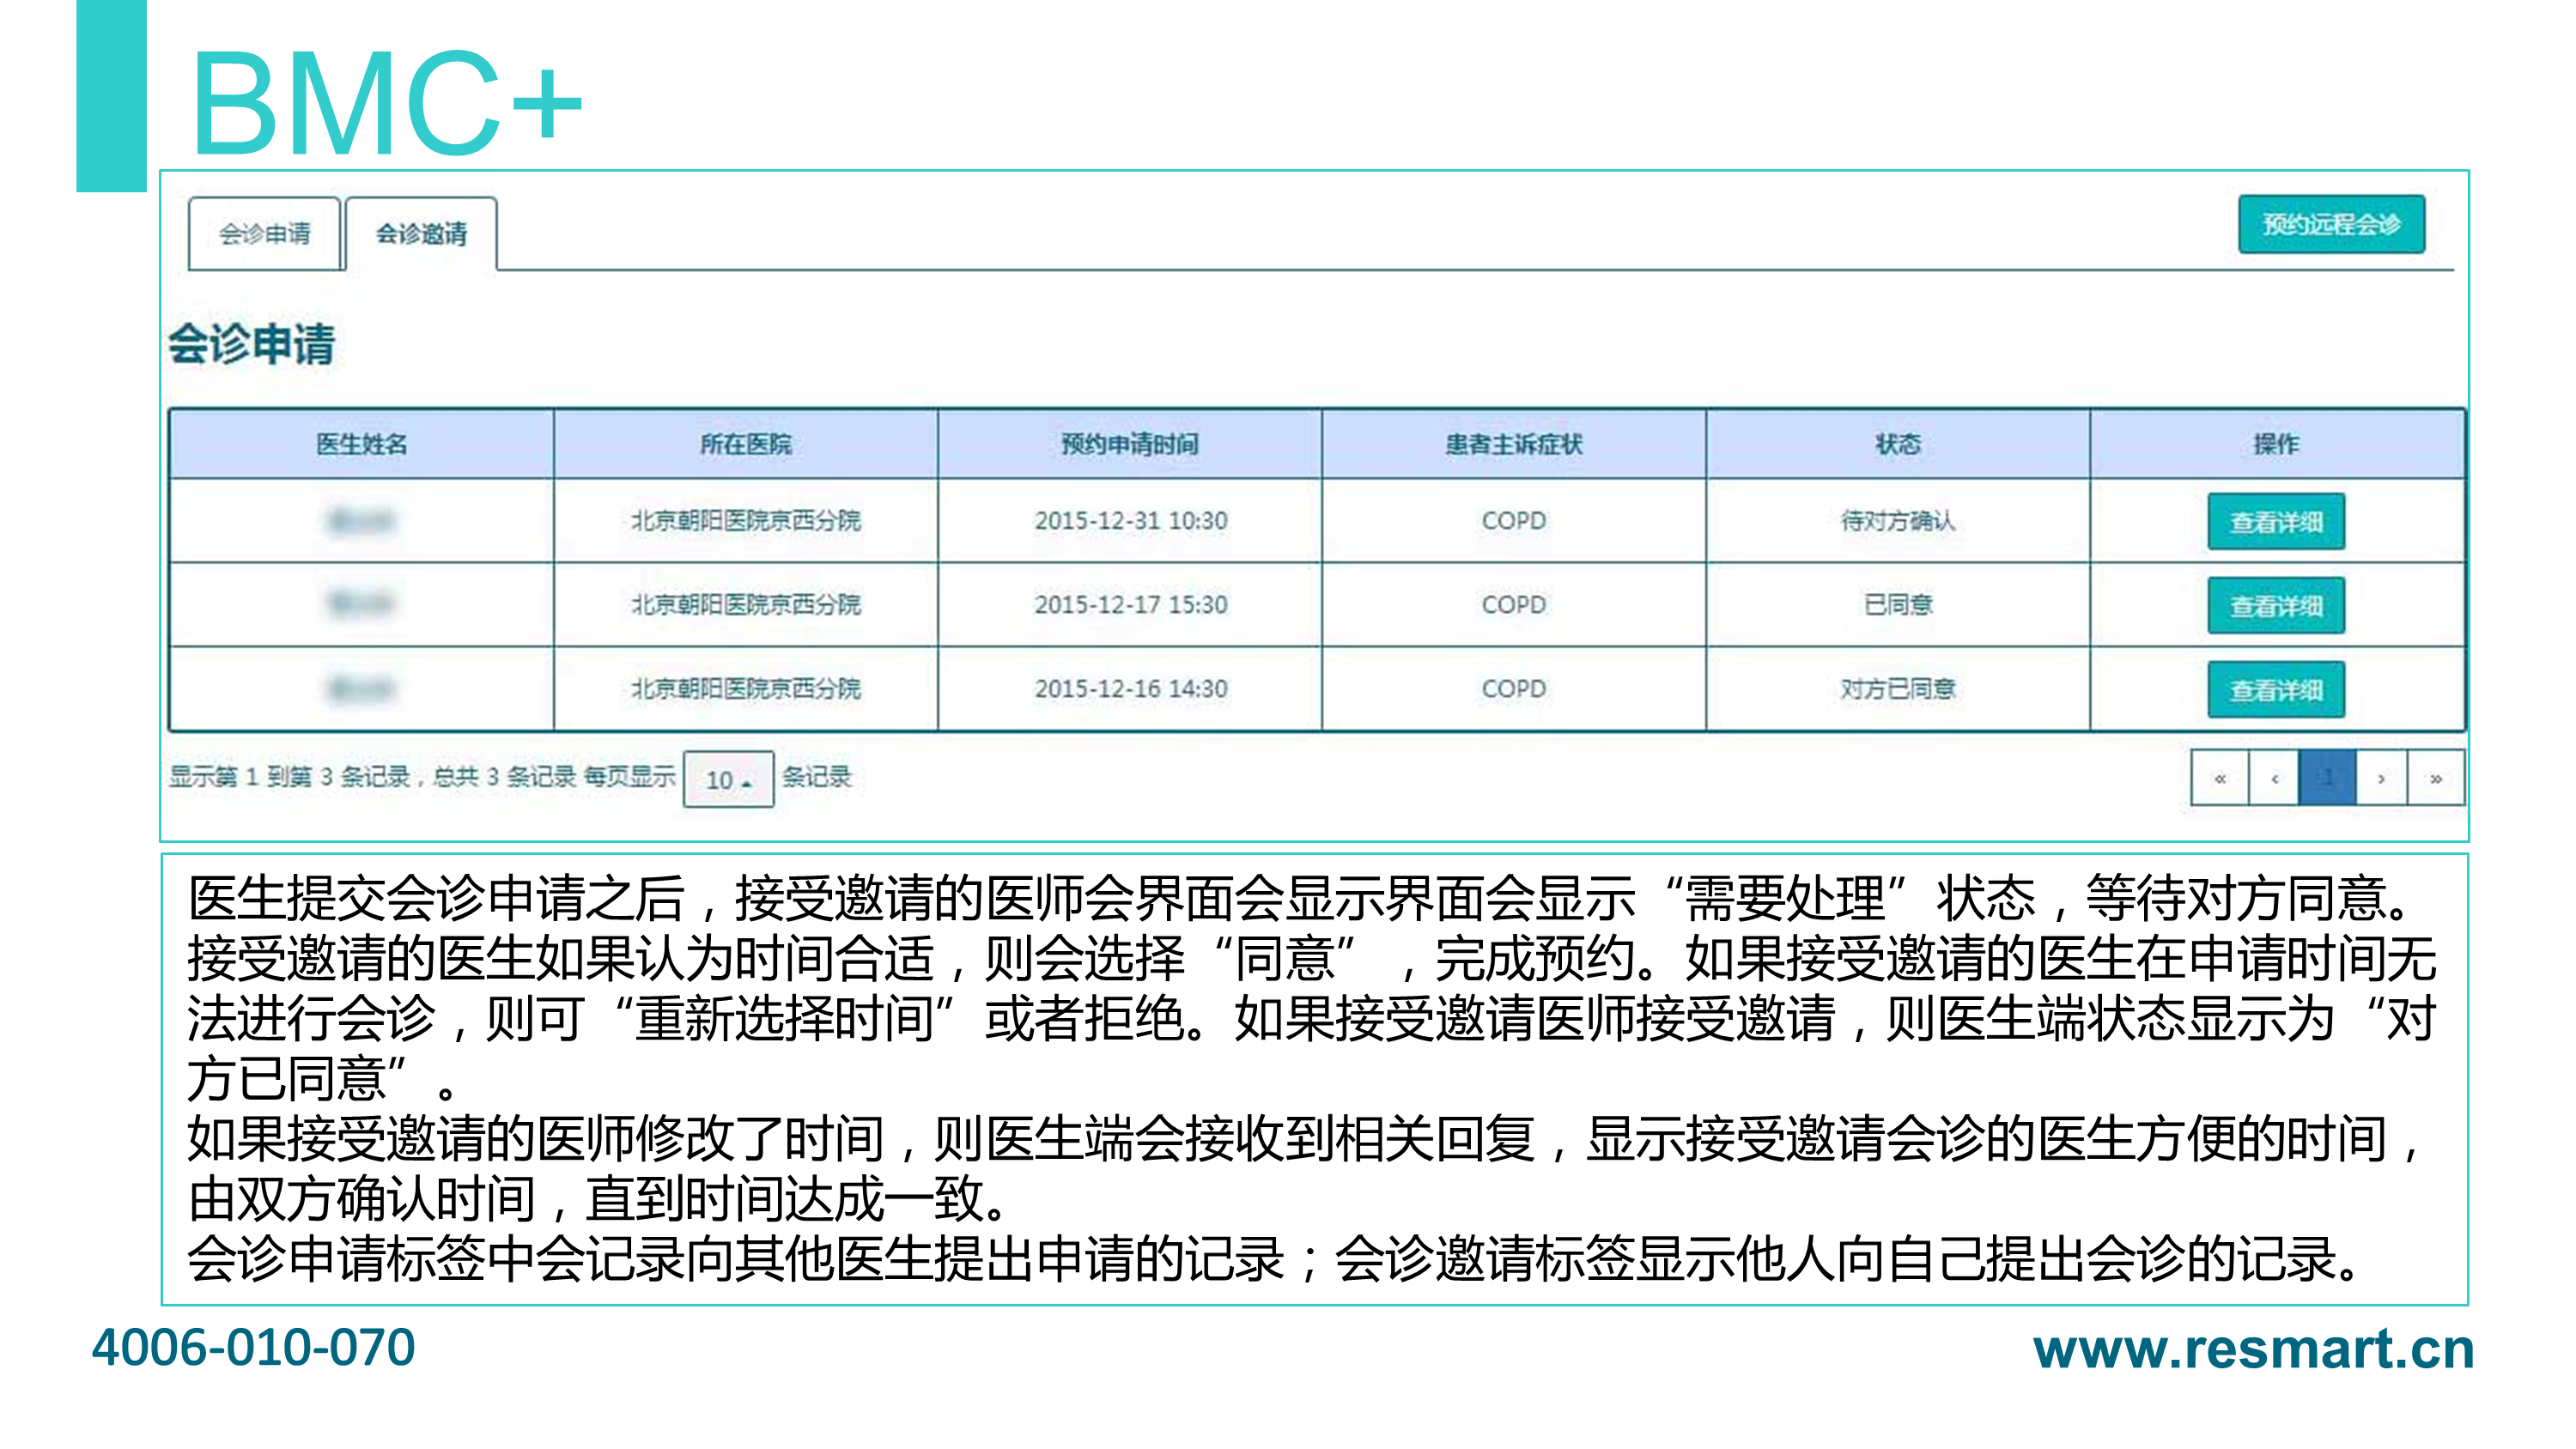 BMC+
会诊申请 会诊邀请 预约远程会诊
会诊申请
医生姓名 所在医院 预约申请时间 患者主诉症状 状态 操作
北京朝阳医院京西分院 2015-12-31 10:30 COPD 待对方确认 查看详细
北京朝阳医院京西分院 2015-12-17 15:30 COPD 已同意 查看详细
北京朝阳医院京西分院 2015-12-16 14:30 COPD 对方已同意 查看详细
显示第 1 到第 3 条记录，总共 3 条记录 每页显示 10 条记录 « ‹ 1 › »
医生提交会诊申请之后，接受邀请的医师会界面会显示界面会显示“需要处理”状态，等待对方同意。
接受邀请的医生如果认为时间合适，则会选择“同意”，完成预约。如果接受邀请的医生在申请时间无
法进行会诊，则可“重新选择时间”或者拒绝。如果接受邀请医师接受邀请，则医生端状态显示为“对
方已同意”。
如果接受邀请的医师修改了时间，则医生端会接收到相关回复，显示接受邀请会诊的医生方便的时间，
由双方确认时间，直到时间达成一致。
会诊申请标签中会记录向其他医生提出申请的记录；会诊邀请标签显示他人向自己提出会诊的记录。
4006-010-070 www.resmart.cn